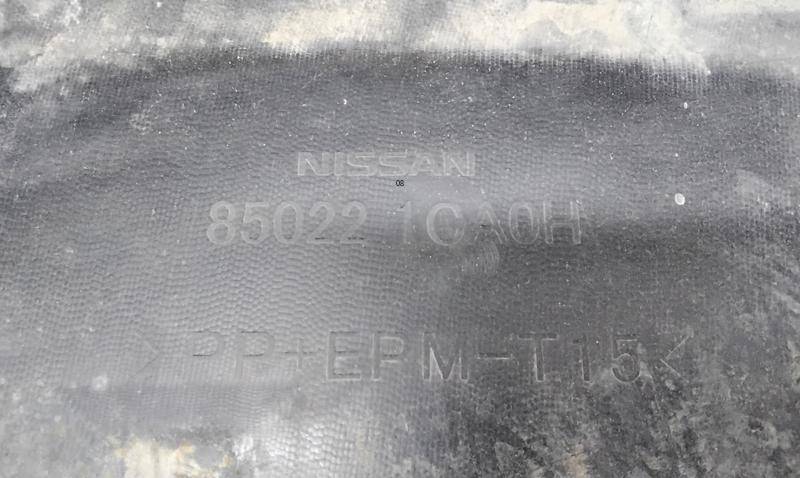 NISSAN
08
85022 1CA0H
>PP+EPM-T15<